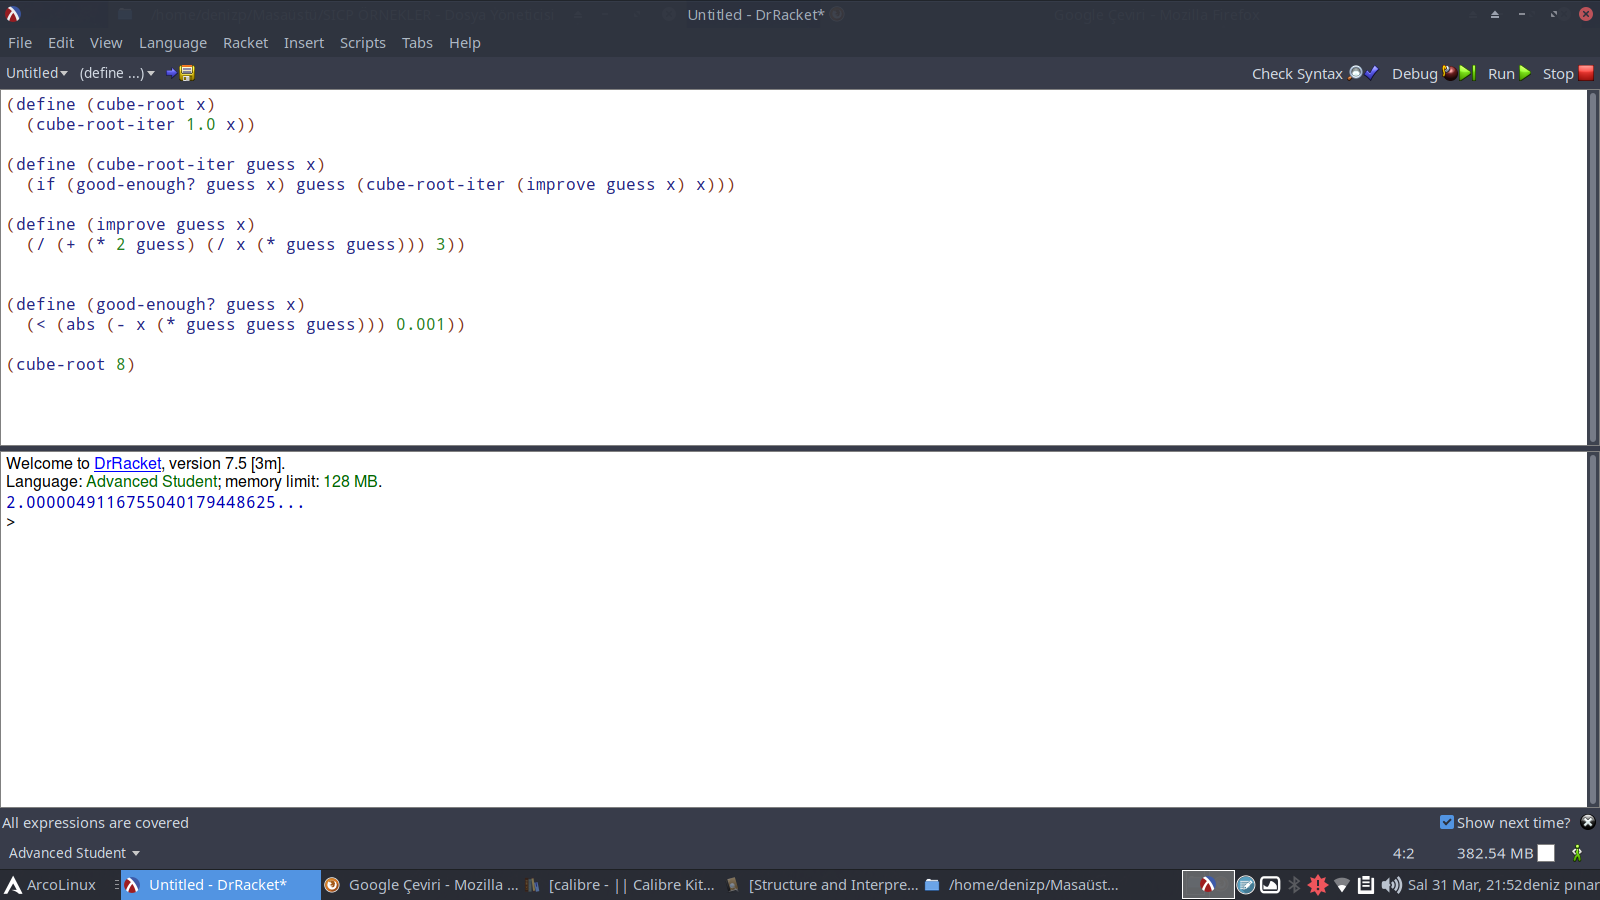 Untitled - DrRacket*
File Edit View Language Racket Insert Scripts Tabs Help
Untitled (define ...) Check Syntax Debug Run Stop
(define (cube-root x)
(cube-root-iter 1.0 x))
(define (cube-root-iter guess x)
(if (good-enough? guess x) guess (cube-root-iter (improve guess x) x)))
(define (improve guess x)
(/ (+ (* 2 guess) (/ x (* guess guess))) 3))
(define (good-enough? guess x)
(< (abs (- x (* guess guess guess))) 0.001))
(cube-root 8)
Welcome to DrRacket, version 7.5 [3m].
Language: Advanced Student; memory limit: 128 MB.
2.0000049116755040179448625...
>
All expressions are covered Show next time?
Advanced Student 4:2 382.54 MB
ArcoLinux Untitled - DrRacket* Google Çeviri - Mozilla ... [calibre - || Calibre Kit... [Structure and Interpre... /home/denizp/Masaüst... Sal 31 Mar, 21:52 deniz pınar